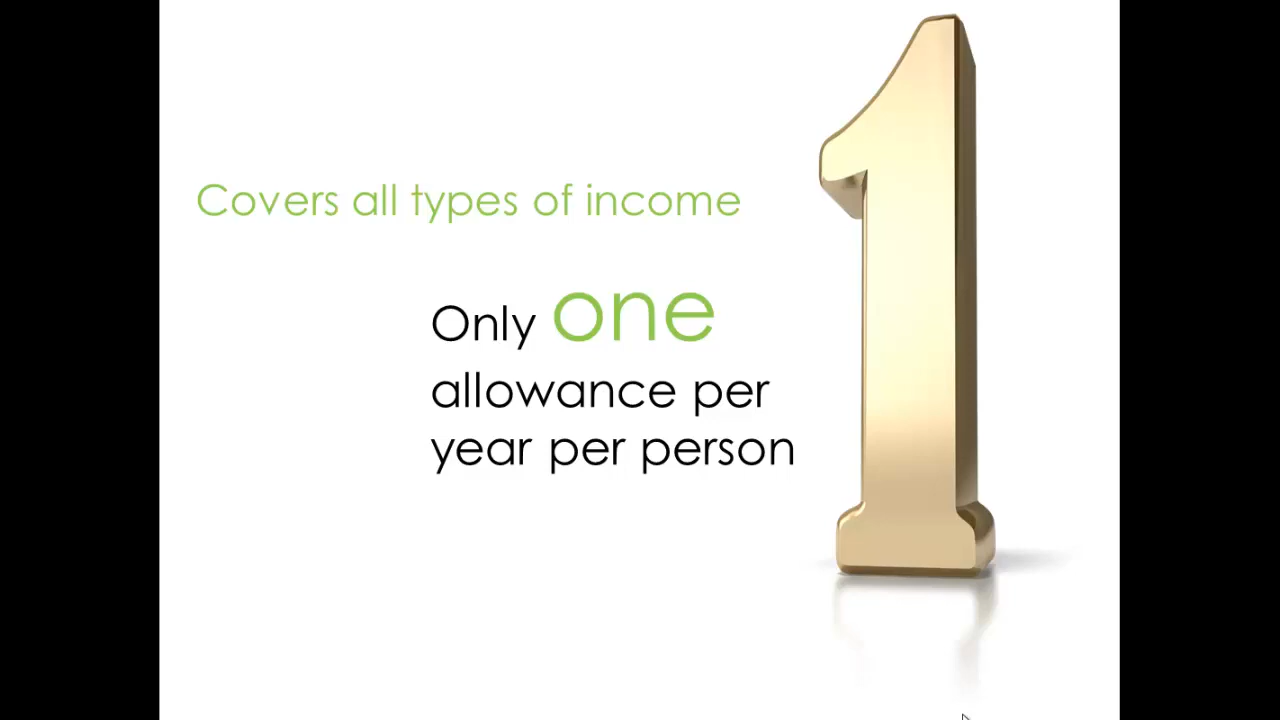 Covers all types of income
Only one
allowance per
year per person
1